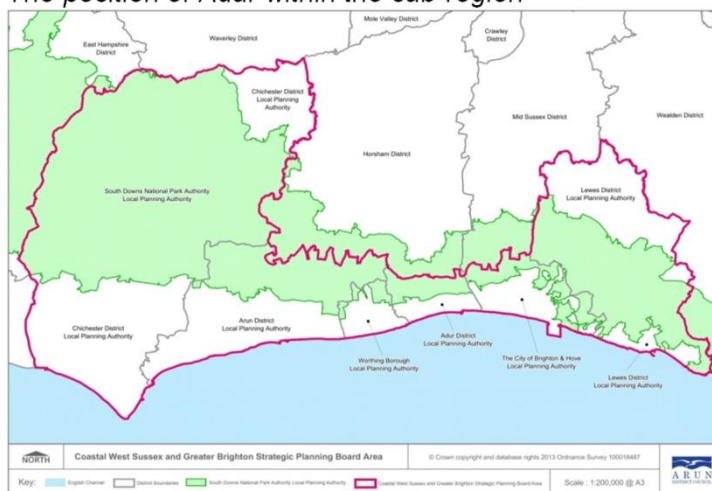 The position of Adur within the sub-region
Mole Valley District
Waverley District
Crawley
District
East Hampshire
District
Chichester District
Local Planning
Authority
Mid Sussex District
Wealden District
Horsham District
South Downs National Park Authority
Local Planning Authority
Lewes District
Local Planning Authority
Chichester District
Local Planning Authority
Arun District
Local Planning Authority
Worthing Borough
Local Planning Authority
Adur District
Local Planning Authority
The City of Brighton & Hove
Local Planning Authority
Lewes District
Local Planning Authority
NORTH
Coastal West Sussex and Greater Brighton Strategic Planning Board Area
© Crown copyright and database rights 2013 Ordnance Survey 100018487
Key:
English Channel
District Boundaries
South Downs National Park Authority Local Planning Authority
Coastal West Sussex and Greater Brighton Strategic Planning Board Area
Scale : 1:200,000 @ A3
ARUN
DISTRICT COUNCIL